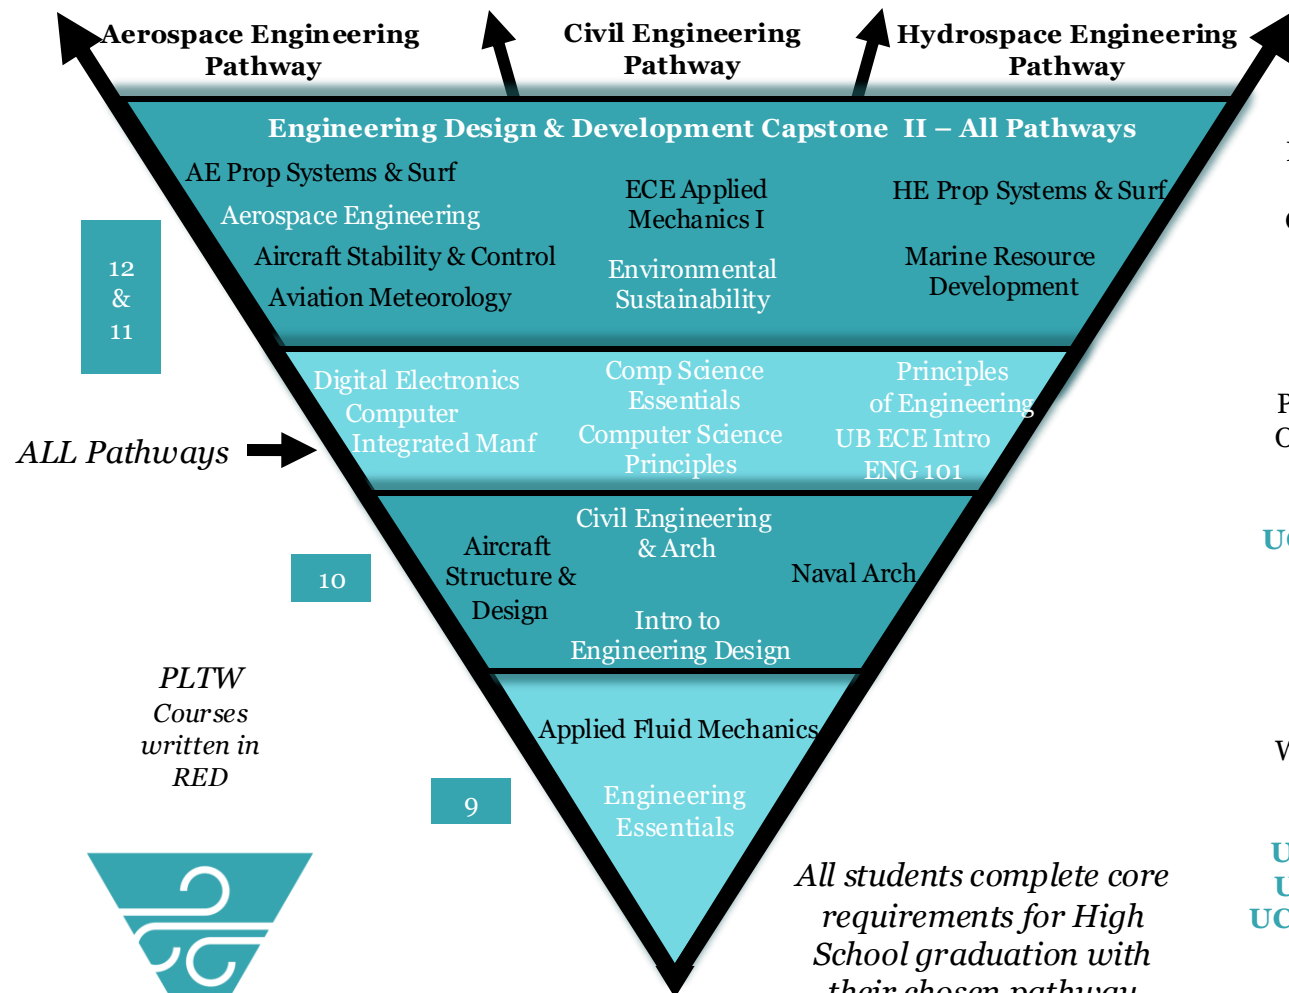 Aerospace Engineering
Pathway
Civil Engineering
Pathway
Hydrospace Engineering
Pathway
Engineering Design & Development Capstone II – All Pathways
AE Prop Systems & Surf
Aerospace Engineering
Aircraft Stability & Control
Aviation Meteorology
ECE Applied
Mechanics I
Environmental
Sustainability
HE Prop Systems & Surf
Marine Resource
Development
12
&
11
Digital Electronics
Computer
Integrated Manf
Comp Science
Essentials
Computer Science
Principles
Principles
of Engineering
UB ECE Intro
ENG 101
ALL Pathways
Aircraft
Structure &
Design
Civil Engineering
& Arch
Intro to
Engineering Design
Naval Arch
10
PLTW
Courses
written in
RED
Applied Fluid Mechanics
Engineering
Essentials
9
All students complete core
requirements for High
School graduation with
their chosen pathway